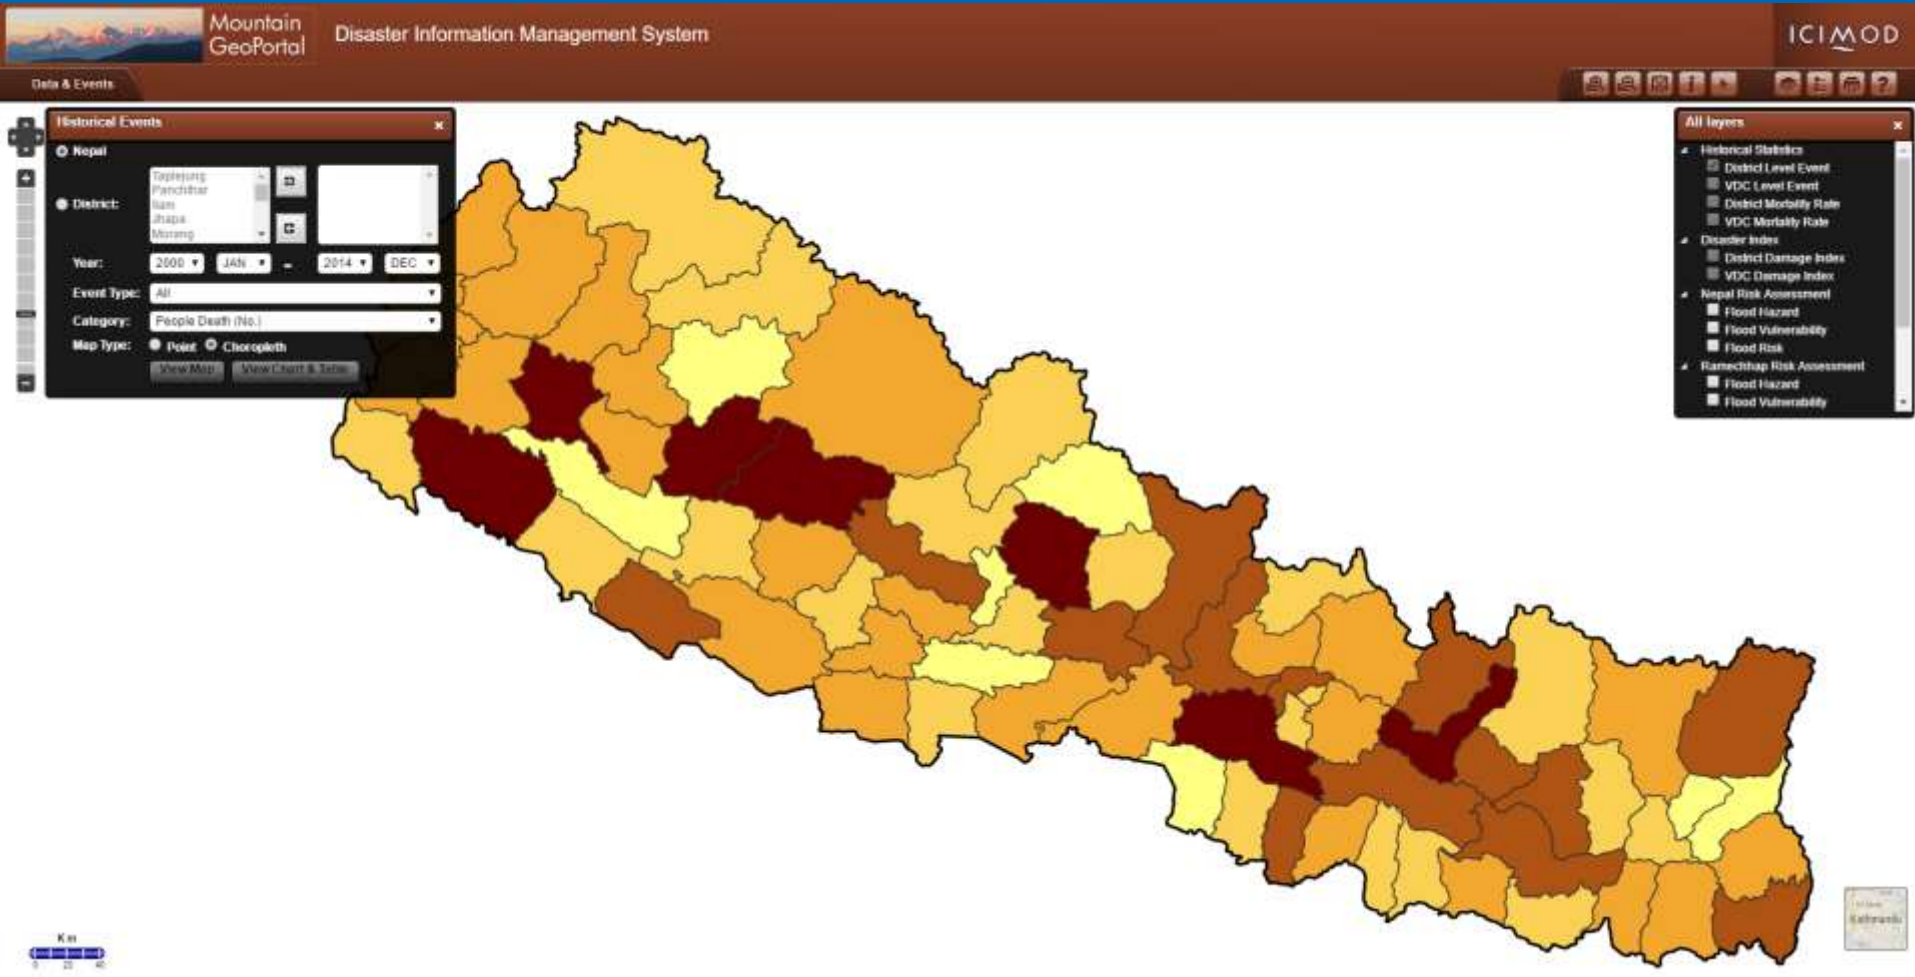 Mountain
GeoPortal
Disaster Information Management System
ICIMOD
Data & Events
Historical Events
Nepal
District:
Taplejung
Panchthar
Ilam
Jhapa
Morang
Year: 2000 JAN - 2014 DEC
Event Type: All
Category: People Death (No.)
Map Type: Point Choropleth
View Map View Chart & Table
All layers
Historical Statistics
District Level Event
VDC Level Event
District Mortality Rate
VDC Mortality Rate
Disaster Index
District Damage Index
VDC Damage Index
Nepal Risk Assessment
Flood Hazard
Flood Vulnerability
Flood Risk
Ramechhap Risk Assessment
Flood Hazard
Flood Vulnerability
Km
0 20 40
Kathmandu